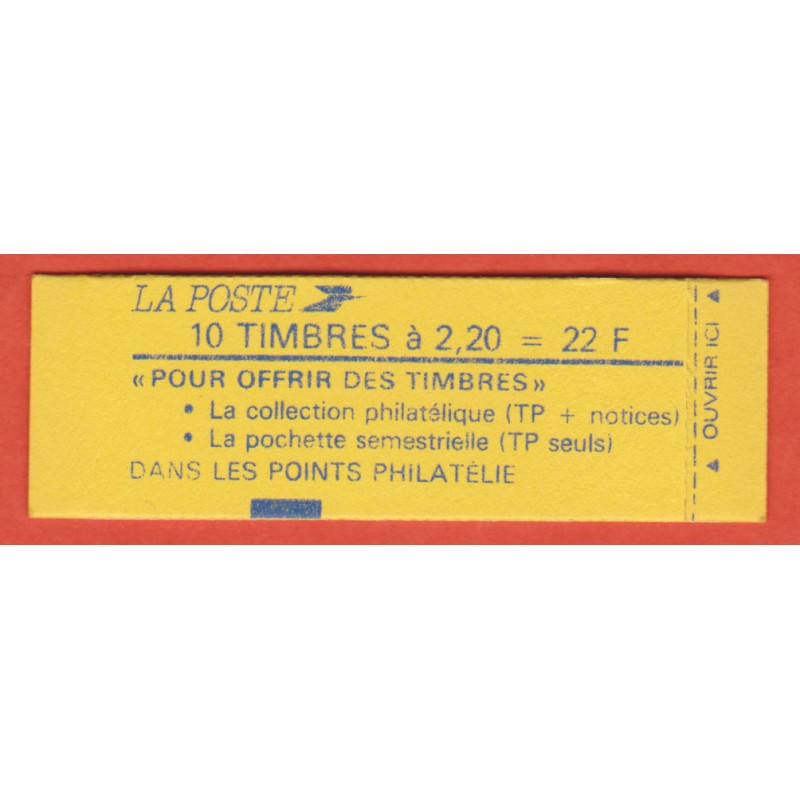 LA POSTE
10 TIMBRES à 2,20 = 22 F
«POUR OFFRIR DES TIMBRES»
• La collection philatélique (TP + notices)
• La pochette semestrielle (TP seuls)
DANS LES POINTS PHILATÉLIE
▲ OUVRIR ICI ▲